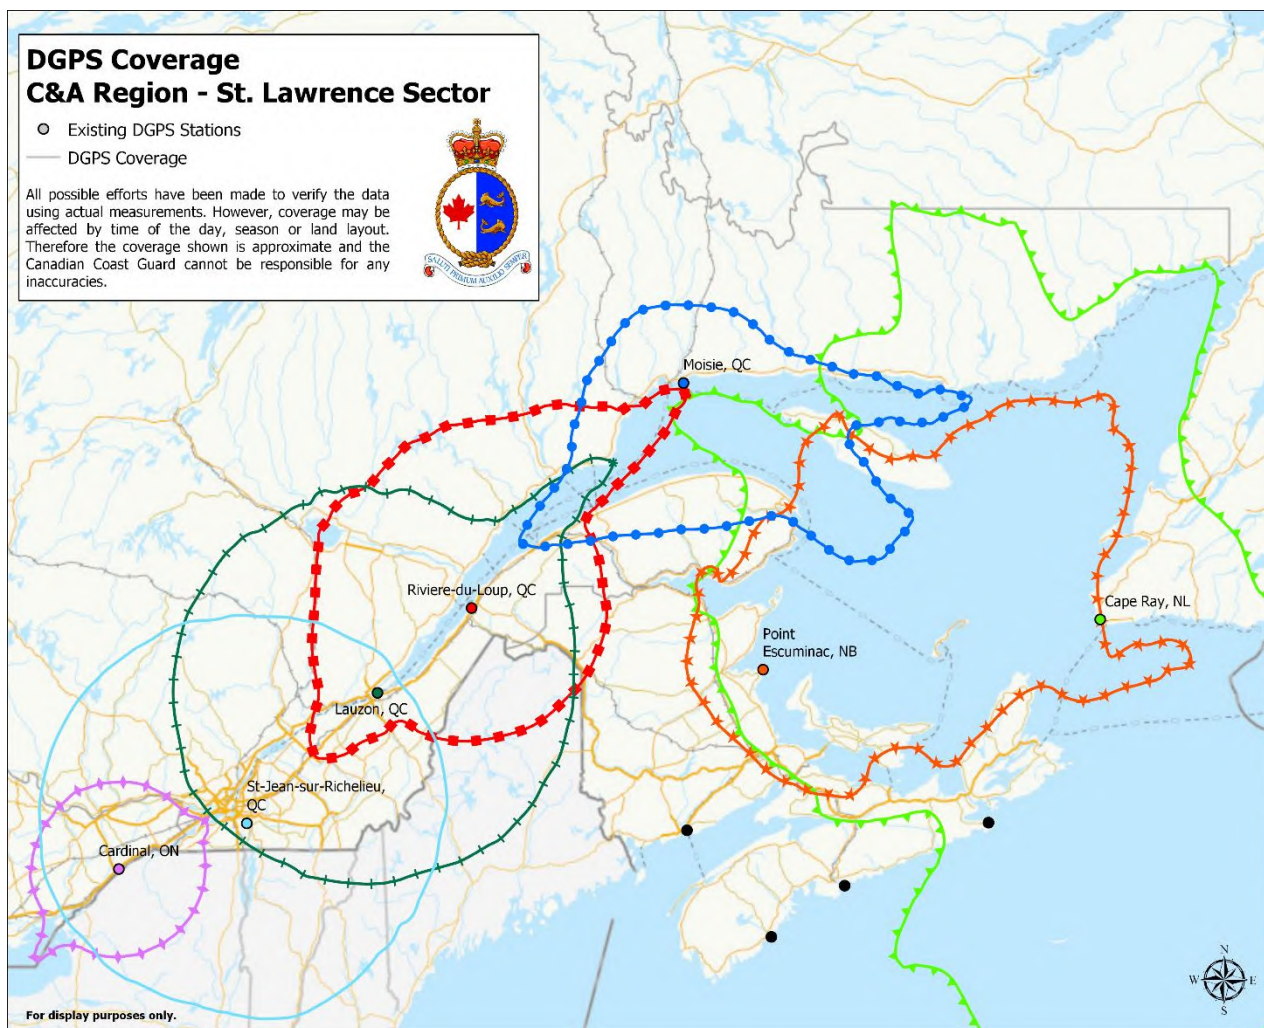 DGPS Coverage
C&A Region - St. Lawrence Sector
Existing DGPS Stations
DGPS Coverage
All possible efforts have been made to verify the data
using actual measurements. However, coverage may be
affected by time of the day, season or land layout.
Therefore the coverage shown is approximate and the
Canadian Coast Guard cannot be responsible for any
inaccuracies.
SALUTI PRIMUM AUXILIO SEMPER
Moisie, QC
Riviere-du-Loup, QC
Cape Ray, NL
Point
Escuminac, NB
Lauzon, QC
St-Jean-sur-Richelieu,
QC
Cardinal, ON
N
W E
S
For display purposes only.